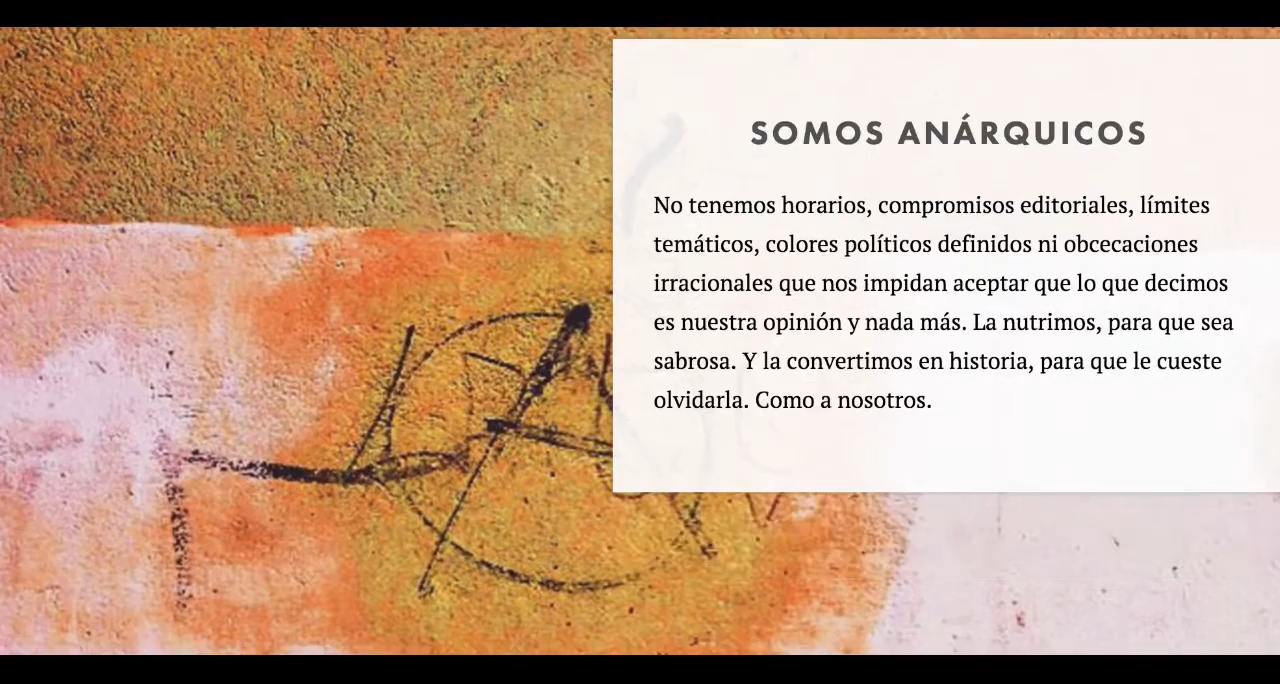 SOMOS ANÁRQUICOS
No tenemos horarios, compromisos editoriales, límites
temáticos, colores políticos definidos ni obcecaciones
irracionales que nos impidan aceptar que lo que decimos
es nuestra opinión y nada más. La nutrimos, para que sea
sabrosa. Y la convertimos en historia, para que le cueste
olvidarla. Como a nosotros.